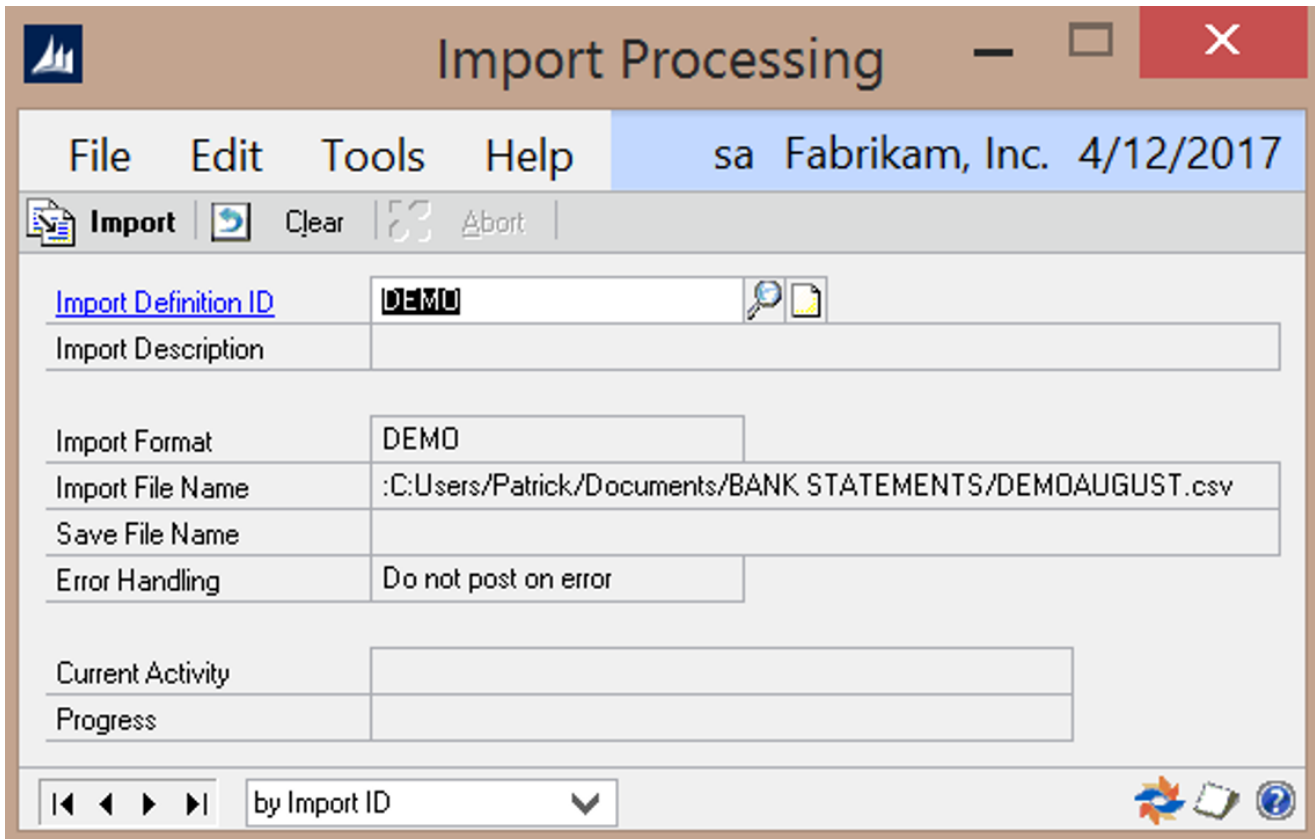 Import Processing
File Edit Tools Help sa Fabrikam, Inc. 4/12/2017
Import Clear Abort
Import Definition ID DEMO
Import Description
Import Format DEMO
Import File Name :C:Users/Patrick/Documents/BANK STATEMENTS/DEMOAUGUST.csv
Save File Name
Error Handling Do not post on error
Current Activity
Progress
by Import ID